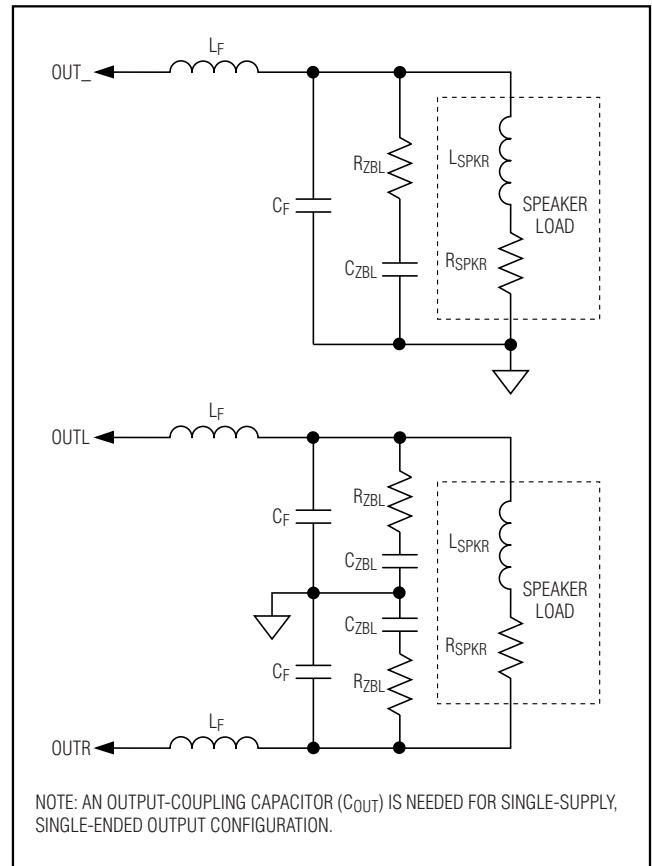 LF
OUT_
LSPKR
RZBL
SPEAKER
LOAD
CF
CZBL
RSPKR
LF
OUTL
RZBL
CF
LSPKR
CZBL
SPEAKER
LOAD
CZBL
RSPKR
CF
RZBL
LF
OUTR
NOTE: AN OUTPUT-COUPLING CAPACITOR (COUT) IS NEEDED FOR SINGLE-SUPPLY,
SINGLE-ENDED OUTPUT CONFIGURATION.